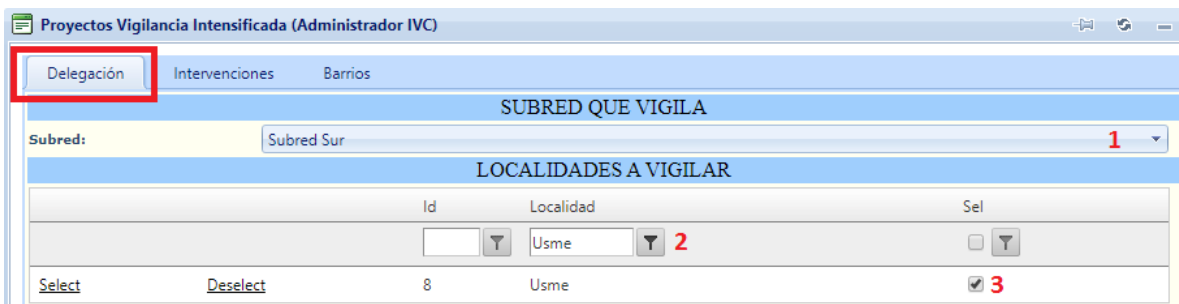 Proyectos Vigilancia Intensificada (Administrador IVC)
Delegación Intervenciones Barrios
SUBRED QUE VIGILA
Subred: Subred Sur 1
LOCALIDADES A VIGILAR
Id Localidad Sel
Usme 2
Select Deselect 8 Usme 3